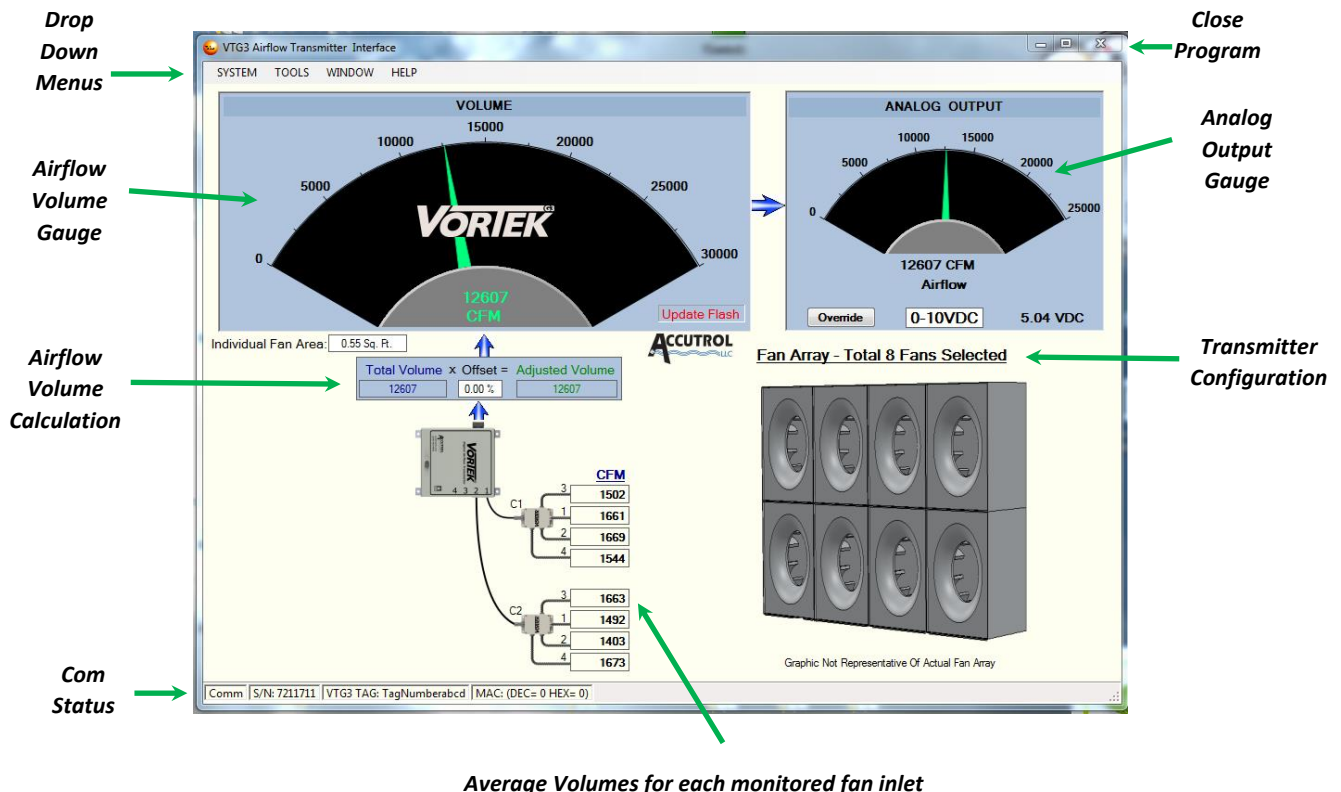 Drop
Down
Menus
Close
Program
VTG3 Airflow Transmitter Interface
SYSTEM TOOLS WINDOW HELP
VOLUME
0
5000
10000
15000
20000
25000
30000
VORTEK G3
12607
CFM
Update Flash
ANALOG OUTPUT
0
5000
10000
15000
20000
25000
12607 CFM
Airflow
Override 0-10VDC 5.04 VDC
Airflow
Volume
Gauge
Analog
Output
Gauge
Individual Fan Area: 0.55 Sq. Ft.
ACCUTROL LLC
Total Volume x Offset = Adjusted Volume
12607 0.00 % 12607
Airflow
Volume
Calculation
Fan Array - Total 8 Fans Selected
Transmitter
Configuration
ACCUTROL
VORTEK
4 3 2 1
CFM
C1
3 1502
1 1661
2 1669
4 1544
C2
3 1663
1 1492
2 1403
4 1673
Graphic Not Representative Of Actual Fan Array
Com
Status
Comm S/N: 7211711 VTG3 TAG: TagNumberabcd MAC: (DEC= 0 HEX= 0)
Average Volumes for each monitored fan inlet